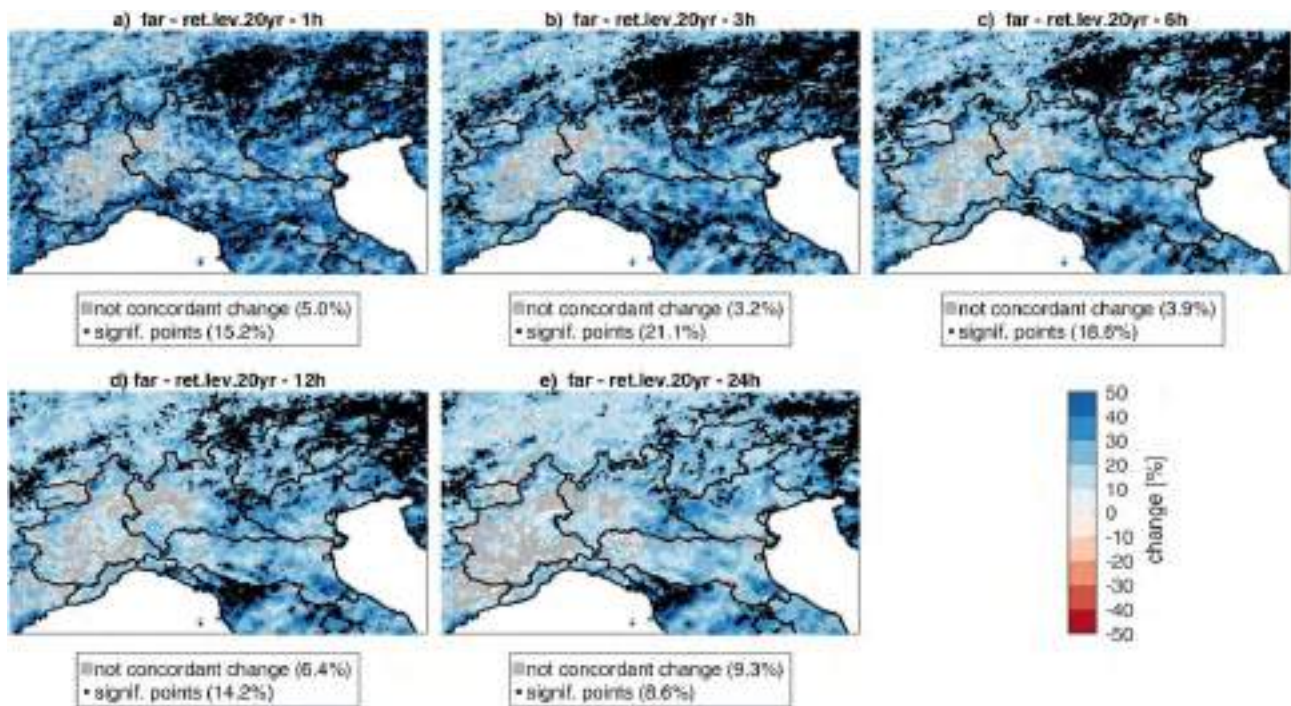 a) far - ret.lev.20yr - 1h
b) far - ret.lev.20yr - 3h
c) far - ret.lev.20yr - 6h
not concordant change (5.0%)
signif. points (15.2%)
not concordant change (3.2%)
signif. points (21.1%)
not concordant change (3.9%)
signif. points
d) far - ret.lev.20yr - 12h
e) far - ret.lev.20yr - 24h
50
40
30
20
10
0
-10
-20
-30
-40
-50
change [%]
not concordant change (6.4%)
signif. points (14.2%)
not concordant change (9.3%)
signif. points (8.6%)